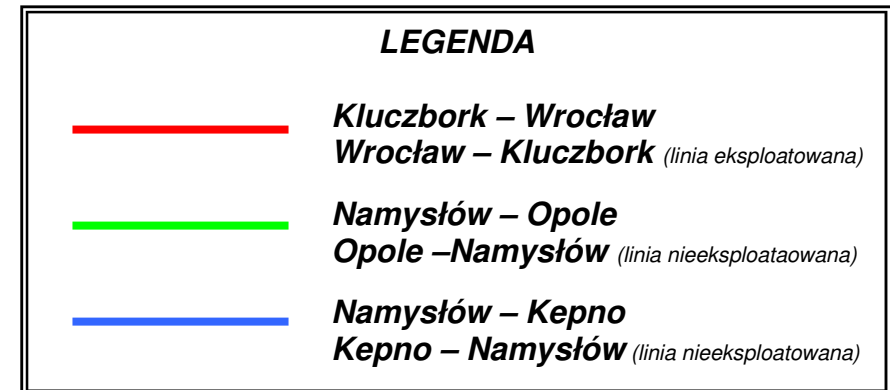 LEGENDA
Kluczbork – Wrocław
Wrocław – Kluczbork (linia eksploatowana)
Namysłów – Opole
Opole –Namysłów (linia nieeksploataowana)
Namysłów – Kepno
Kepno – Namysłów (linia nieeksploatowana)